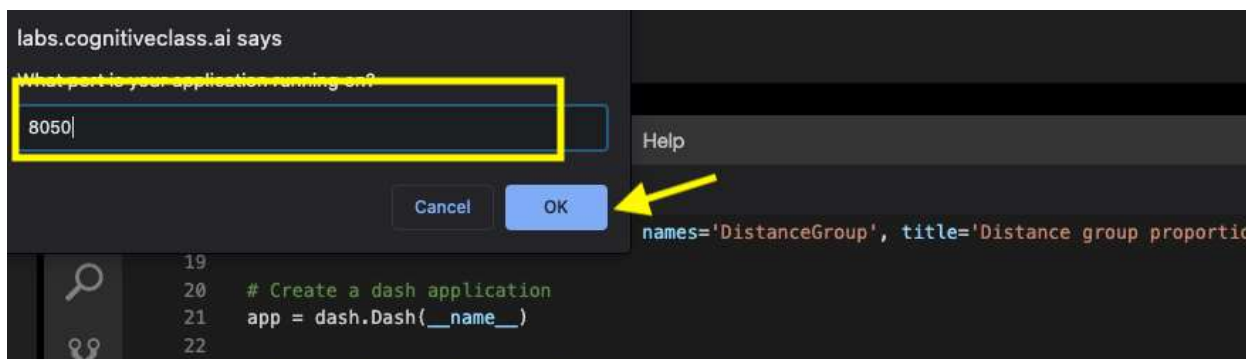 labs.cognitiveclass.ai says
What port is your application running on?
8050
Help
Cancel
OK
names='DistanceGroup', title='Distance group proportio
19
20 # Create a dash application
21 app = dash.Dash(__name__)
22